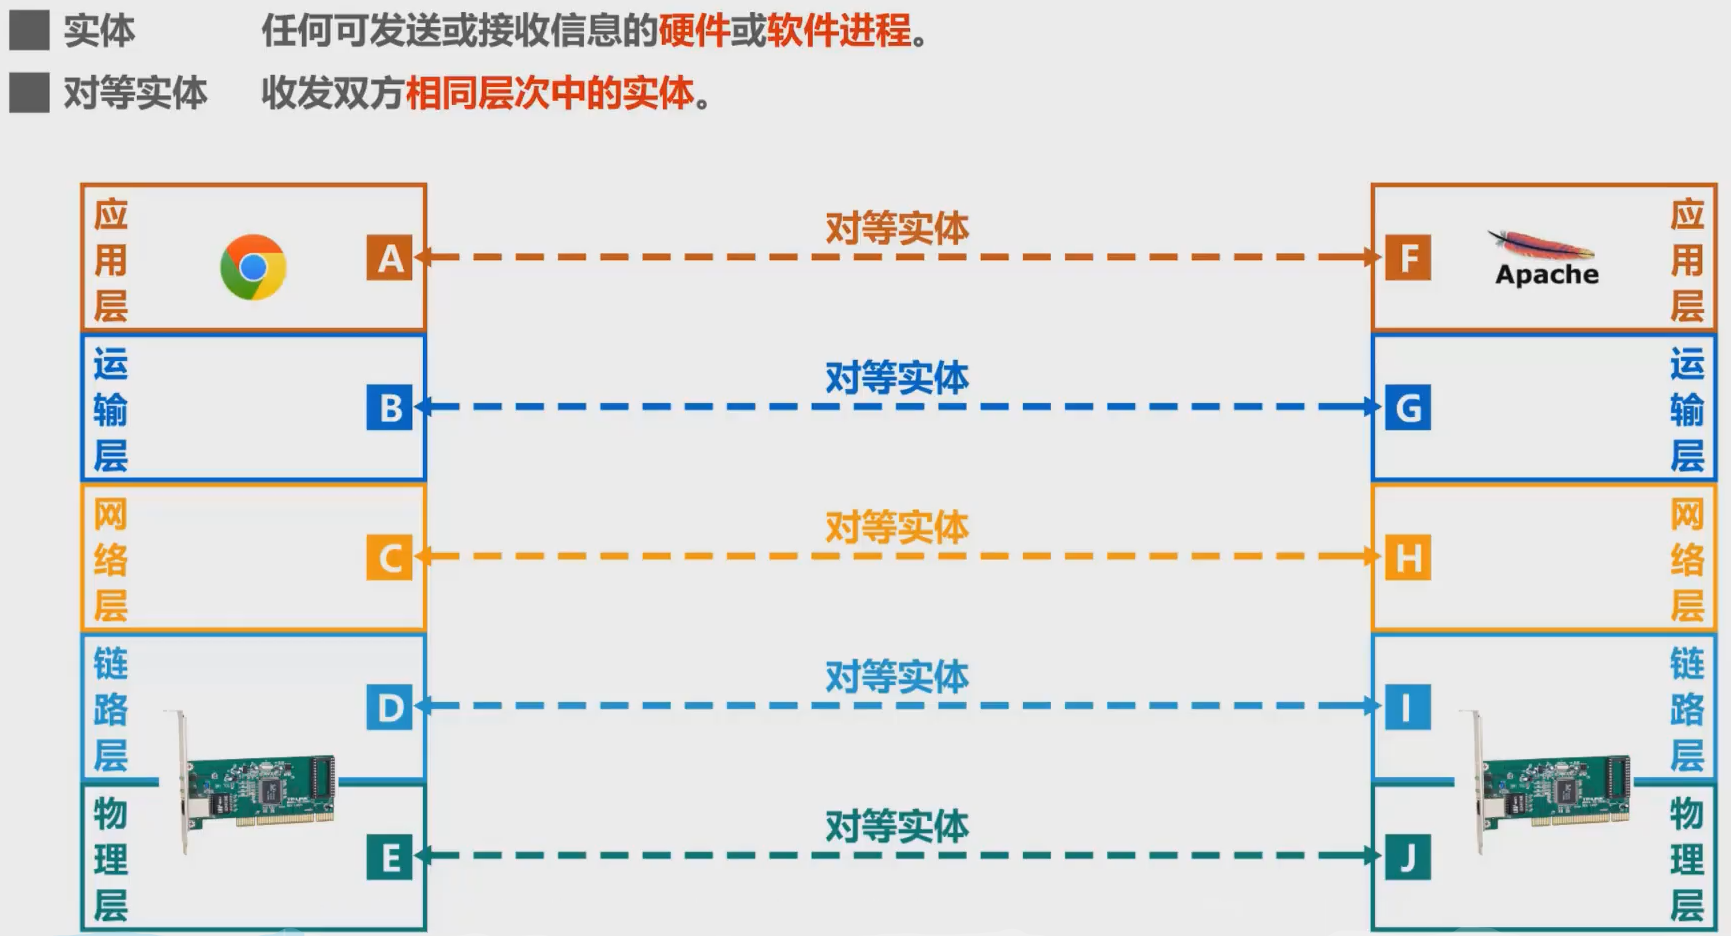 实体 任何可发送或接收信息的硬件或软件进程。
对等实体 收发双方相同层次中的实体。
应用层 A 对等实体 F Apache 应用层
运输层 B 对等实体 G 运输层
网络层 C 对等实体 H 网络层
链路层 D 对等实体 I 链路层
物理层 E 对等实体 J 物理层